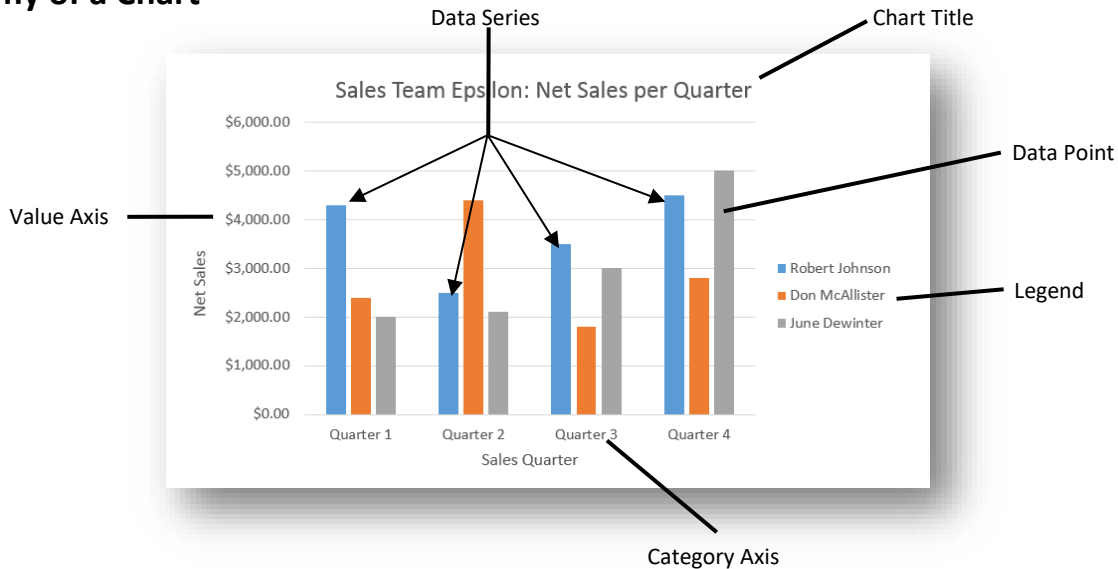 of a Chart
Data Series
Chart Title
Sales Team Epsilon: Net Sales per Quarter
$6,000.00
$5,000.00
$4,000.00
$3,000.00
$2,000.00
$1,000.00
$0.00
Value Axis
Net Sales
Data Point
Robert Johnson
Don McAllister
June Dewinter
Legend
Quarter 1
Quarter 2
Quarter 3
Quarter 4
Sales Quarter
Category Axis